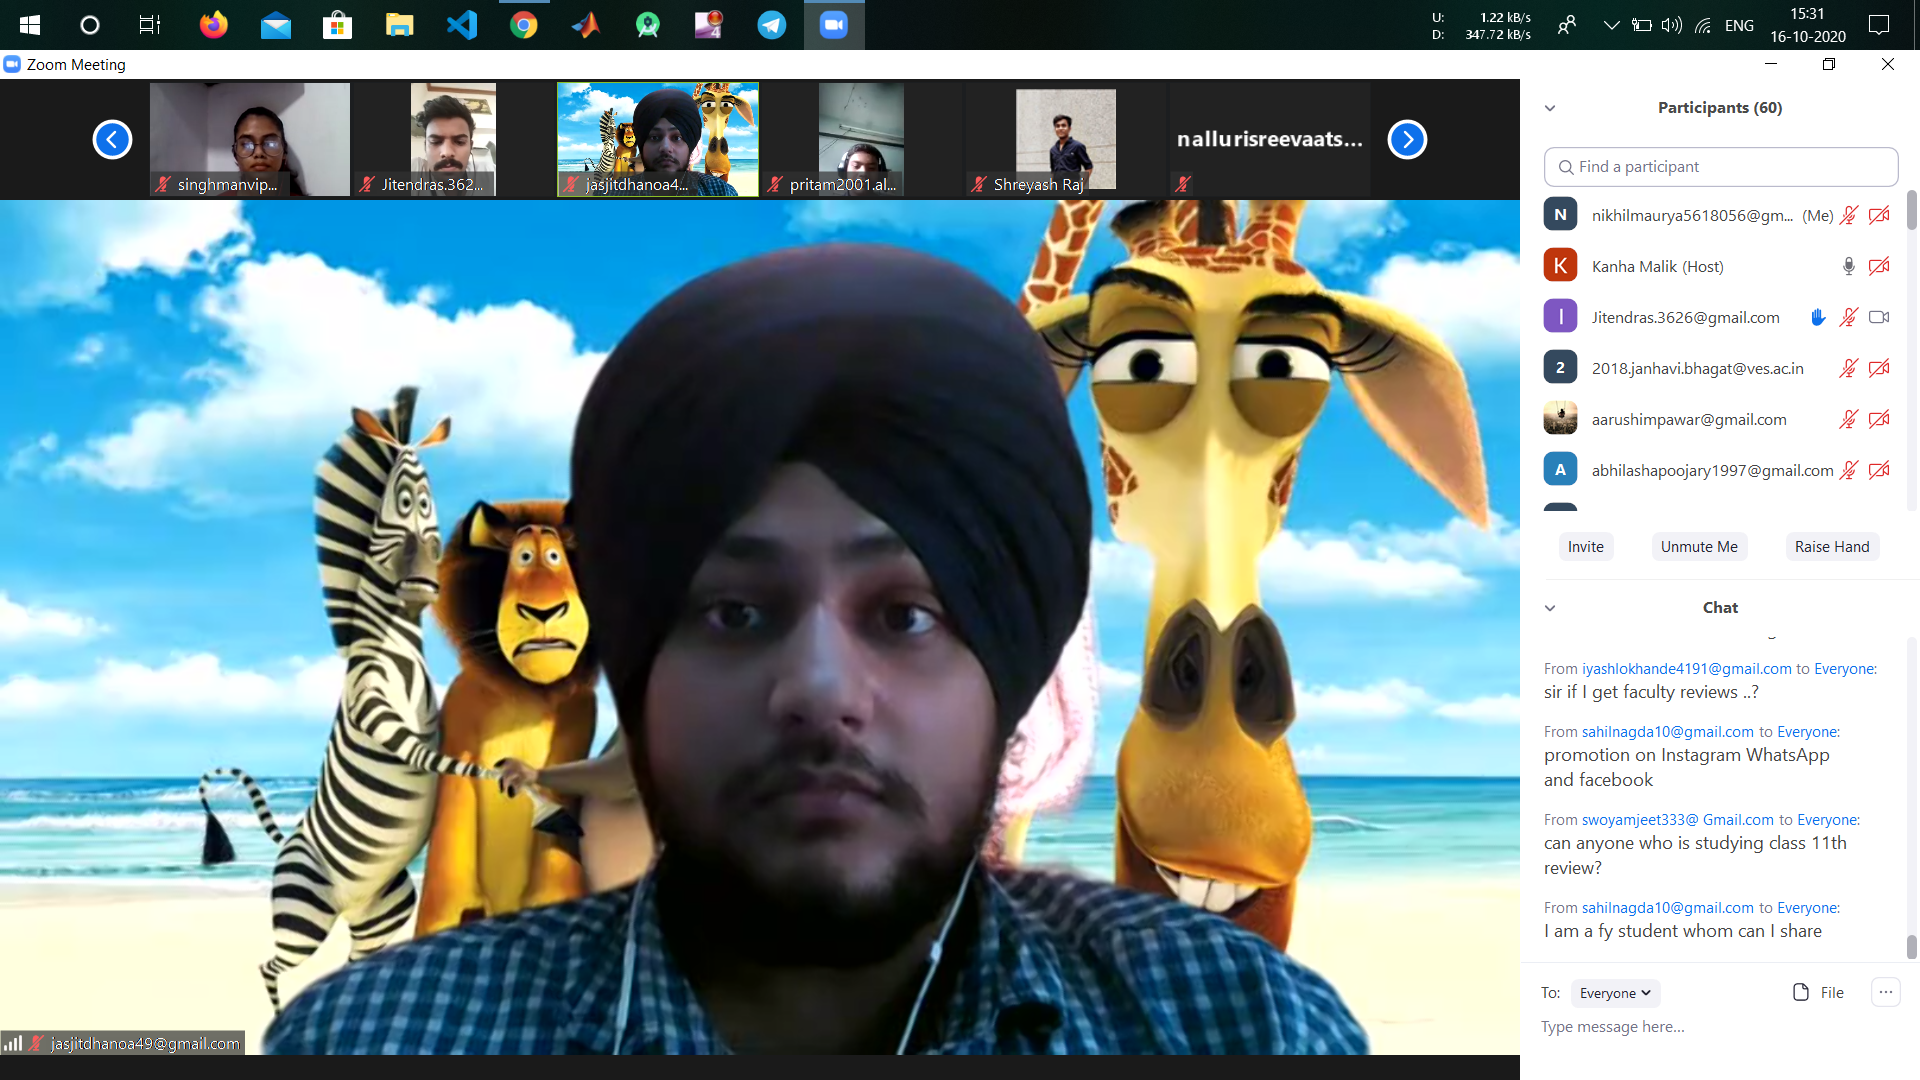 U: 1.22 kB/s
D: 347.72 kB/s
ENG
15:31
16-10-2020
Zoom Meeting
singhmanvip...
Jitendras.362...
jasjitdhanoa4...
pritam2001.al...
Shreyash Raj
nallurisreevaats...
jasjitdhanoa49@gmail.com
Participants (60)
Find a participant
N nikhilmaurya5618056@gm... (Me)
K Kanha Malik (Host)
I Jitendras.3626@gmail.com
2 2018.janhavi.bhagat@ves.ac.in
aarushimpawar@gmail.com
A abhilashapoojary1997@gmail.com
Invite Unmute Me Raise Hand
Chat
From iyashlokhande4191@gmail.com to Everyone:
sir if I get faculty reviews ..?
From sahilnagda10@gmail.com to Everyone:
promotion on Instagram WhatsApp
and facebook
From swoyamjeet333@ Gmail.com to Everyone:
can anyone who is studying class 11th
review?
From sahilnagda10@gmail.com to Everyone:
I am a fy student whom can I share
To: Everyone File
Type message here...